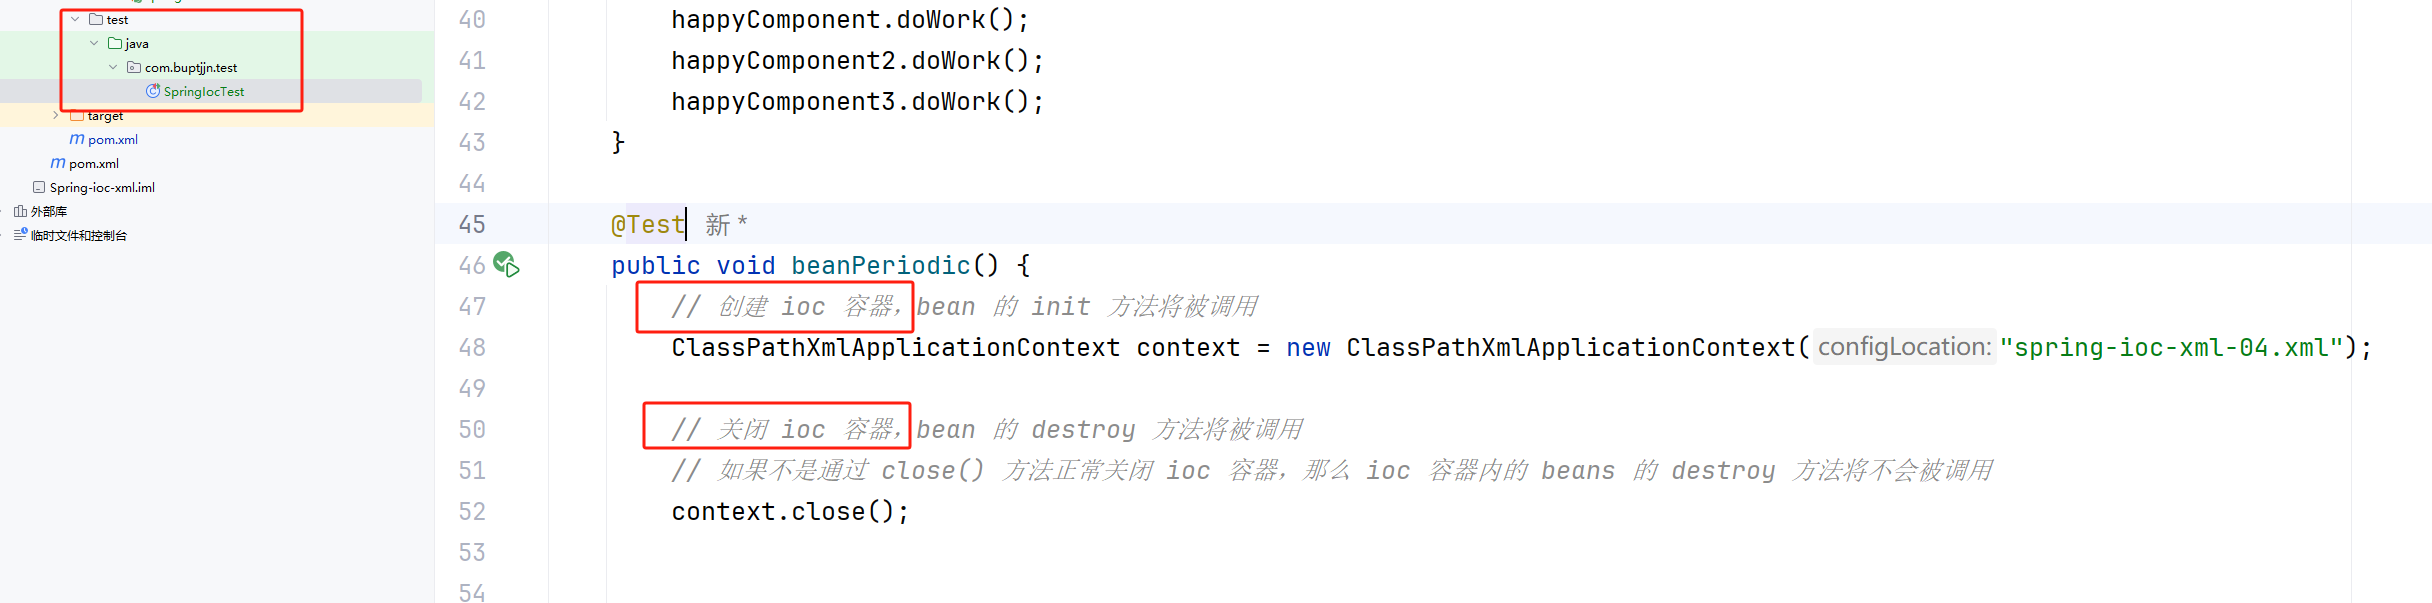 test
java
com.buptjjn.test
SpringIocTest
target
pom.xml
pom.xml
Spring-ioc-xml.iml
外部库
临时文件和控制台
40 happyComponent.doWork();
41 happyComponent2.doWork();
42 happyComponent3.doWork();
43 }
44
45 @Test 新 *
46 public void beanPeriodic() {
47 // 创建 ioc 容器，bean 的 init 方法将被调用
48 ClassPathXmlApplicationContext context = new ClassPathXmlApplicationContext( configLocation: "spring-ioc-xml-04.xml");
49
50 // 关闭 ioc 容器，bean 的 destroy 方法将被调用
51 // 如果不是通过 close() 方法正常关闭 ioc 容器，那么 ioc 容器内的 beans 的 destroy 方法将不会被调用
52 context.close();
53
54